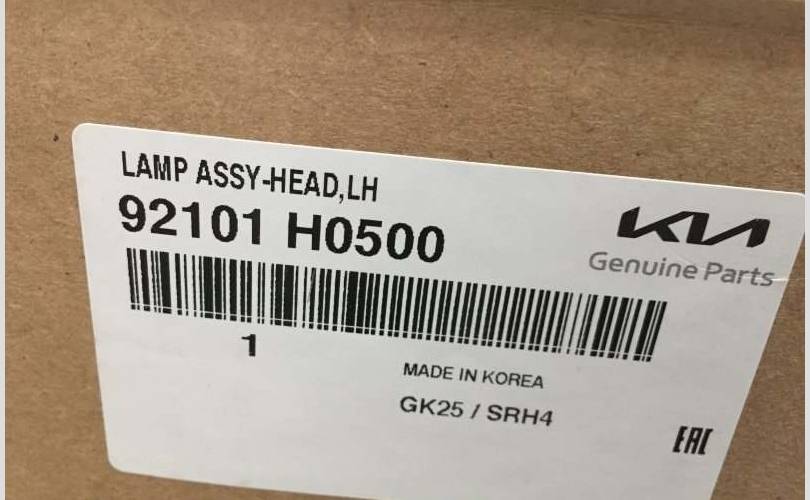 LAMP ASSY-HEAD,LH
92101 H0500
KIA
Genuine Parts
1
MADE IN KOREA
GK25 / SRH4
EAC